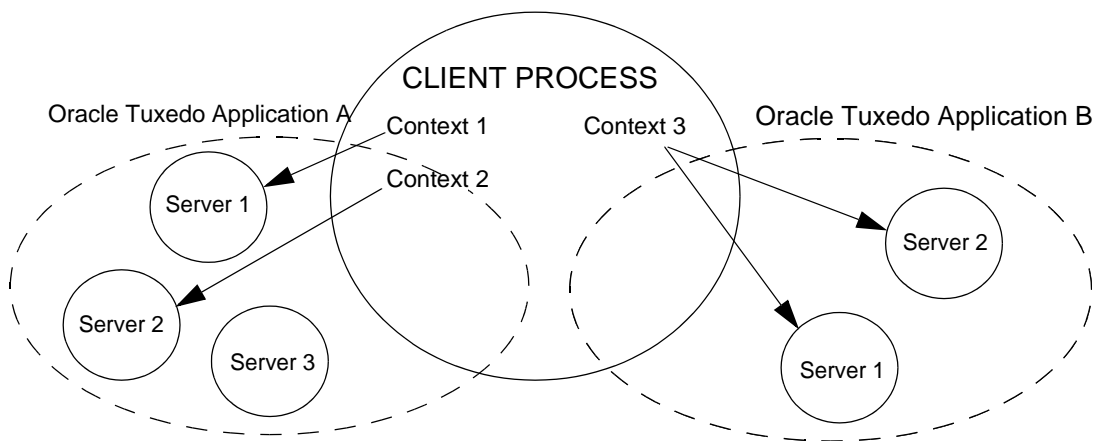 CLIENT PROCESS
Oracle Tuxedo Application A
Oracle Tuxedo Application B
Context 1
Context 3
Context 2
Server 1
Server 2
Server 2
Server 3
Server 1